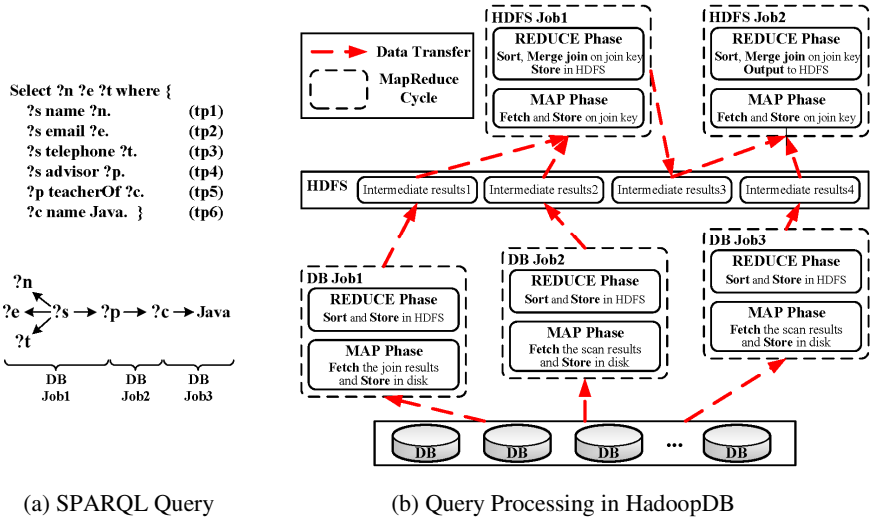 Select ?n ?e ?t where {
?s name ?n. (tp1)
?s email ?e. (tp2)
?s telephone ?t. (tp3)
?s advisor ?p. (tp4)
?p teacherOf ?c. (tp5)
?c name Java. } (tp6)
?n
?e ?s ?p ?c Java
?t
DB Job1
DB Job2
DB Job3
(a) SPARQL Query
Data Transfer
MapReduce
Cycle
HDFS Job1
REDUCE Phase
Sort, Merge join on join key
Store in HDFS
MAP Phase
Fetch and Store on join key
HDFS Job2
REDUCE Phase
Sort, Merge join on join key
Output to HDFS
MAP Phase
Fetch and Store on join key
HDFS
Intermediate results1
Intermediate results2
Intermediate results3
Intermediate results4
DB Job1
REDUCE Phase
Sort and Store in HDFS
MAP Phase
Fetch the join results
and Store in disk
DB Job2
REDUCE Phase
Sort and Store in HDFS
MAP Phase
Fetch the scan results
and Store in disk
DB Job3
REDUCE Phase
Sort and Store in HDFS
MAP Phase
Fetch the scan results
and Store in disk
DB DB DB ... DB
(b) Query Processing in HadoopDB